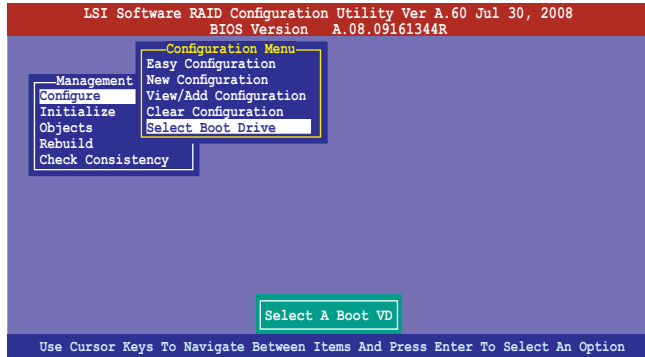 LSI Software RAID Configuration Utility Ver A.60 Jul 30, 2008
BIOS Version A.08.09161344R
Configuration Menu
Easy Configuration
New Configuration
View/Add Configuration
Clear Configuration
Select Boot Drive
Management
Configure
Initialize
Objects
Rebuild
Check Consistency
Select A Boot VD
Use Cursor Keys To Navigate Between Items And Press Enter To Select An Option